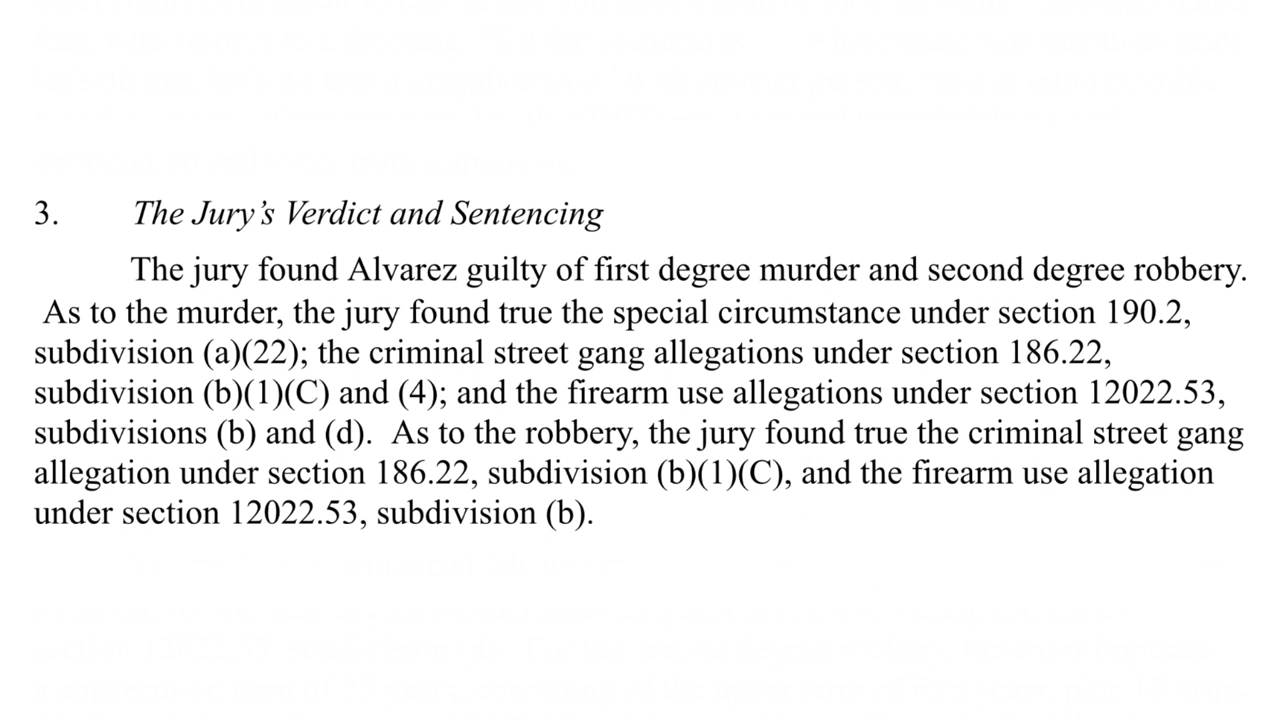 3. The Jury’s Verdict and Sentencing
The jury found Alvarez guilty of first degree murder and second degree robbery.
As to the murder, the jury found true the special circumstance under section 190.2,
subdivision (a)(22); the criminal street gang allegations under section 186.22,
subdivision (b)(1)(C) and (4); and the firearm use allegations under section 12022.53,
subdivisions (b) and (d). As to the robbery, the jury found true the criminal street gang
allegation under section 186.22, subdivision (b)(1)(C), and the firearm use allegation
under section 12022.53, subdivision (b).